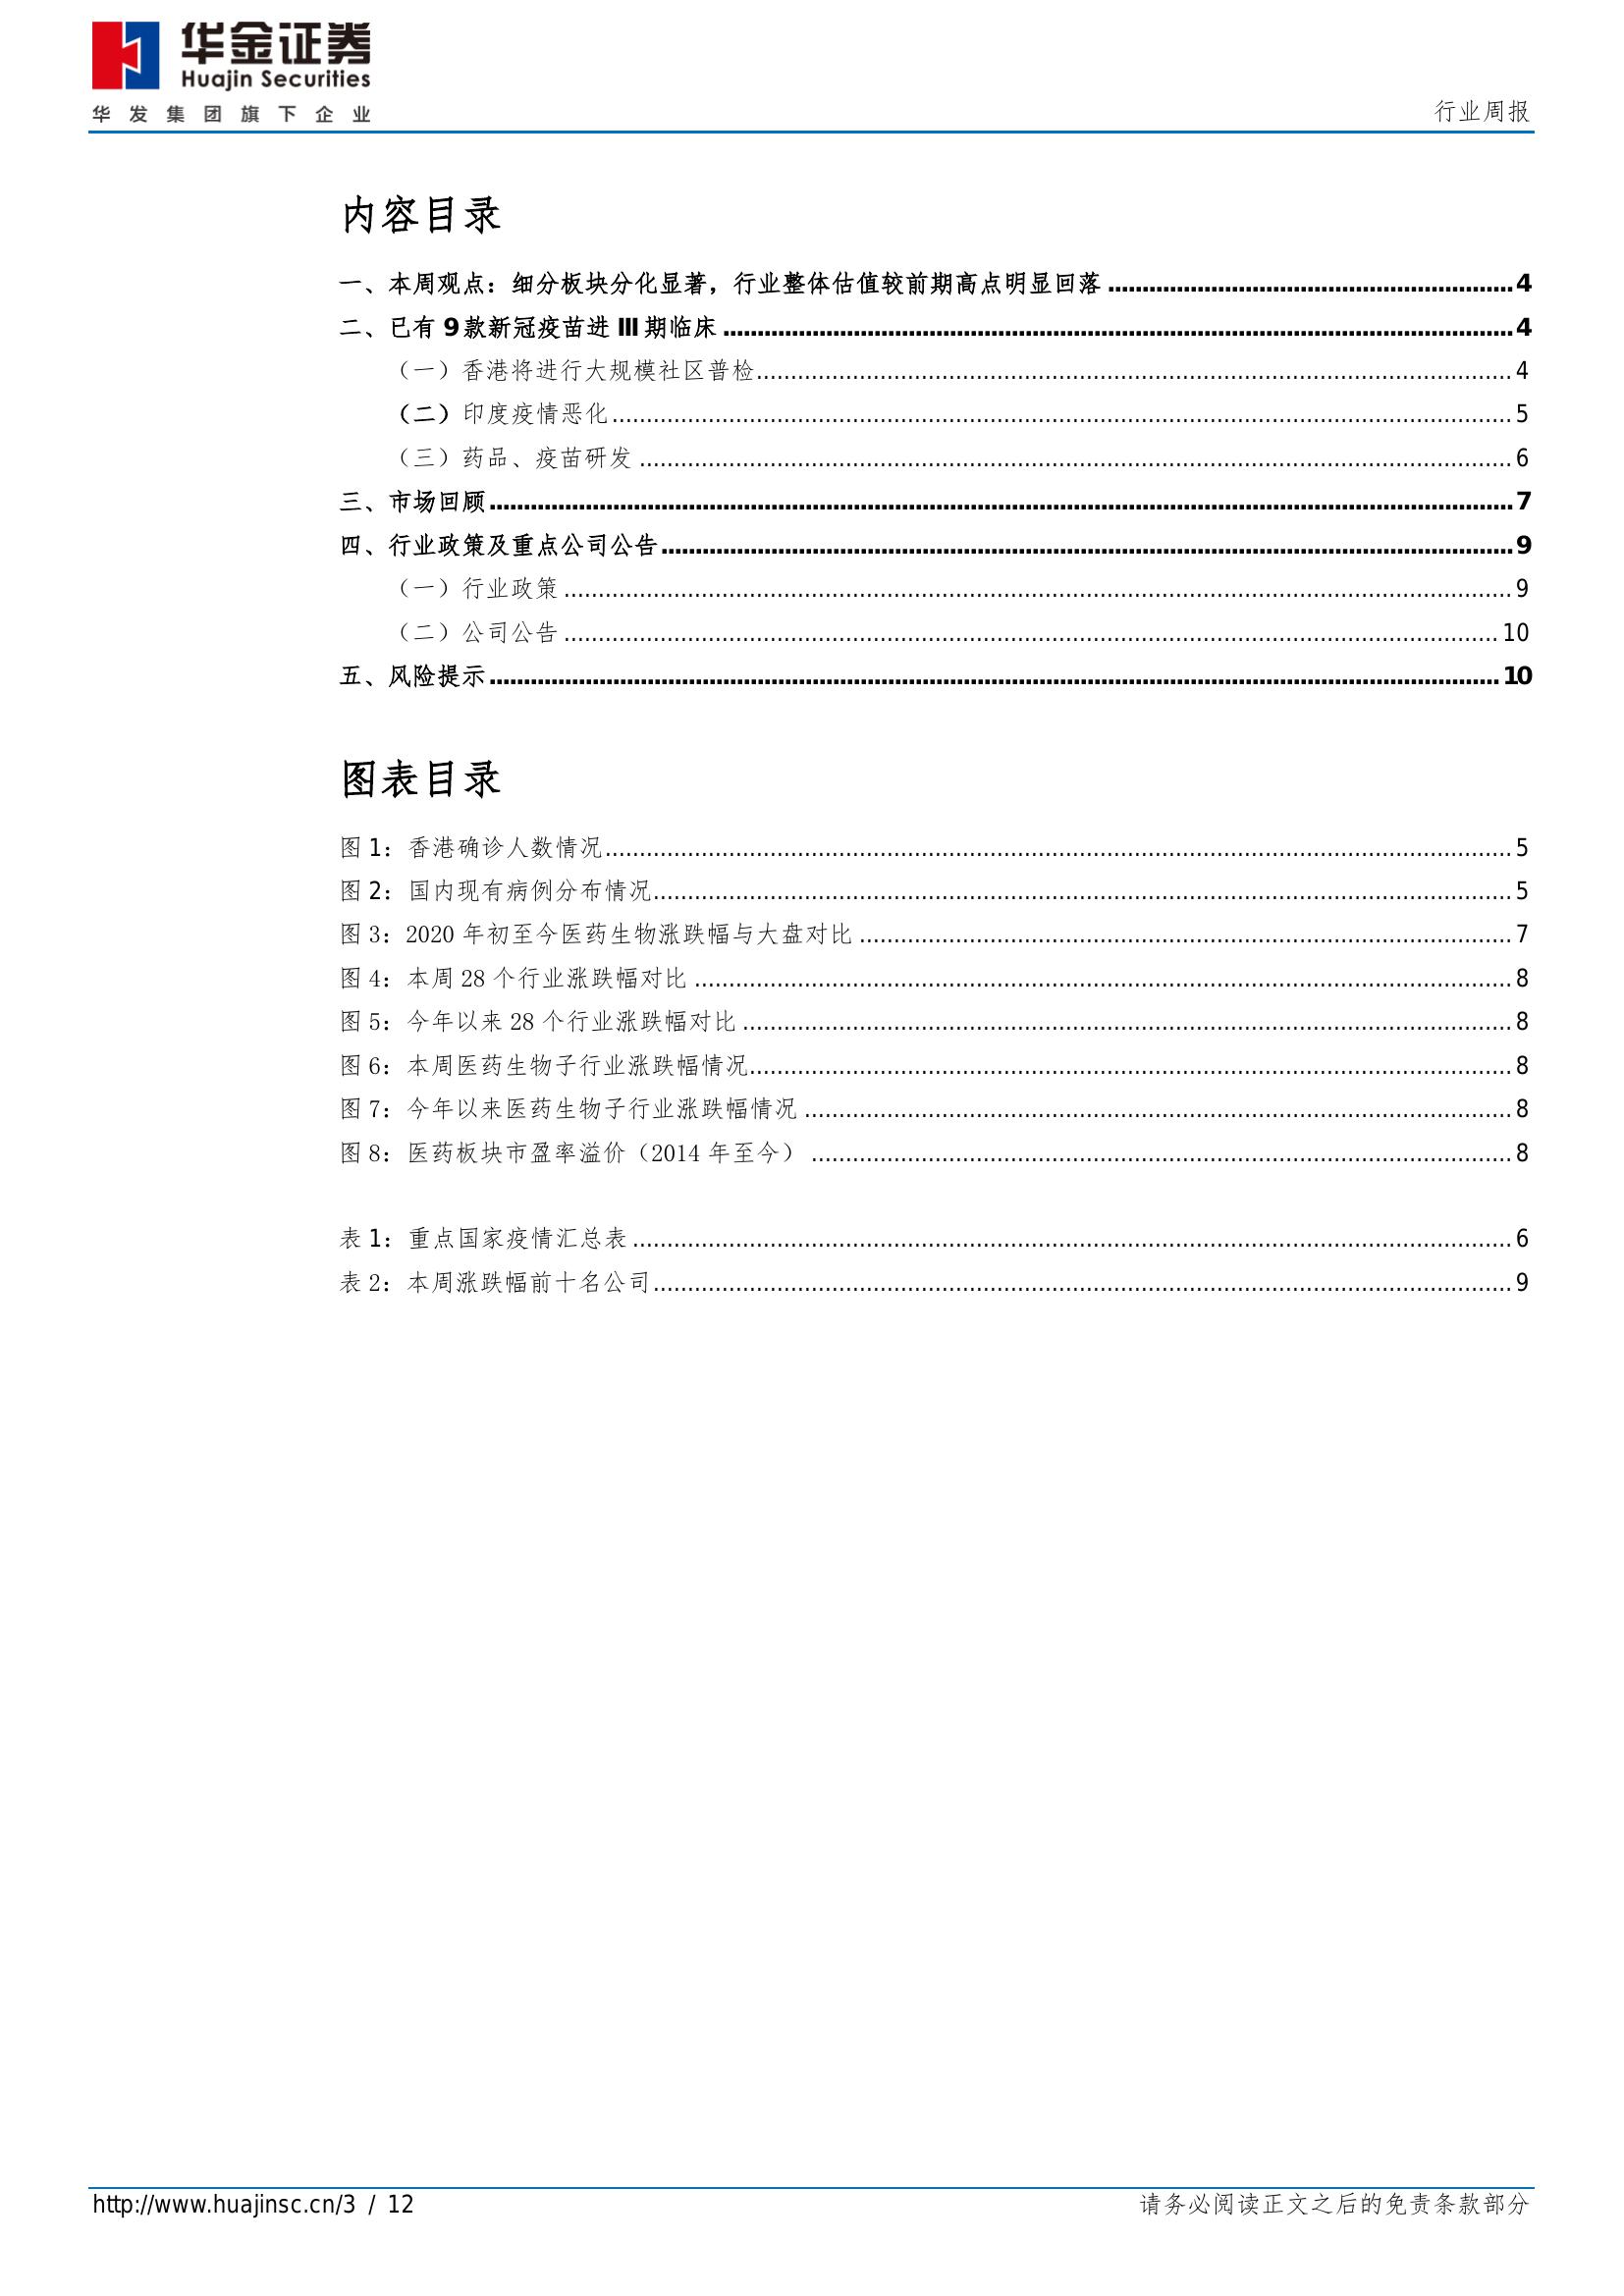 华金证券
Huajin Securities
华发集团旗下企业
行业周报
内容目录
一、本周观点：细分板块分化显著，行业整体估值较前期高点明显回落 4
二、已有 9 款新冠疫苗进 III 期临床 4
（一）香港将进行大规模社区普检 4
（二）印度疫情恶化 5
（三）药品、疫苗研发 6
三、市场回顾 7
四、行业政策及重点公司公告 9
（一）行业政策 9
（二）公司公告 10
五、风险提示 10
图表目录
图 1：香港确诊人数情况 5
图 2：国内现有病例分布情况 5
图 3：2020 年初至今医药生物涨跌幅与大盘对比 7
图 4：本周 28 个行业涨跌幅对比 8
图 5：今年以来 28 个行业涨跌幅对比 8
图 6：本周医药生物子行业涨跌幅情况 8
图 7：今年以来医药生物子行业涨跌幅情况 8
图 8：医药板块市盈率溢价（2014 年至今） 8
表 1：重点国家疫情汇总表 6
表 2：本周涨跌幅前十名公司 9
http://www.huajinsc.cn/3 / 12
请务必阅读正文之后的免责条款部分